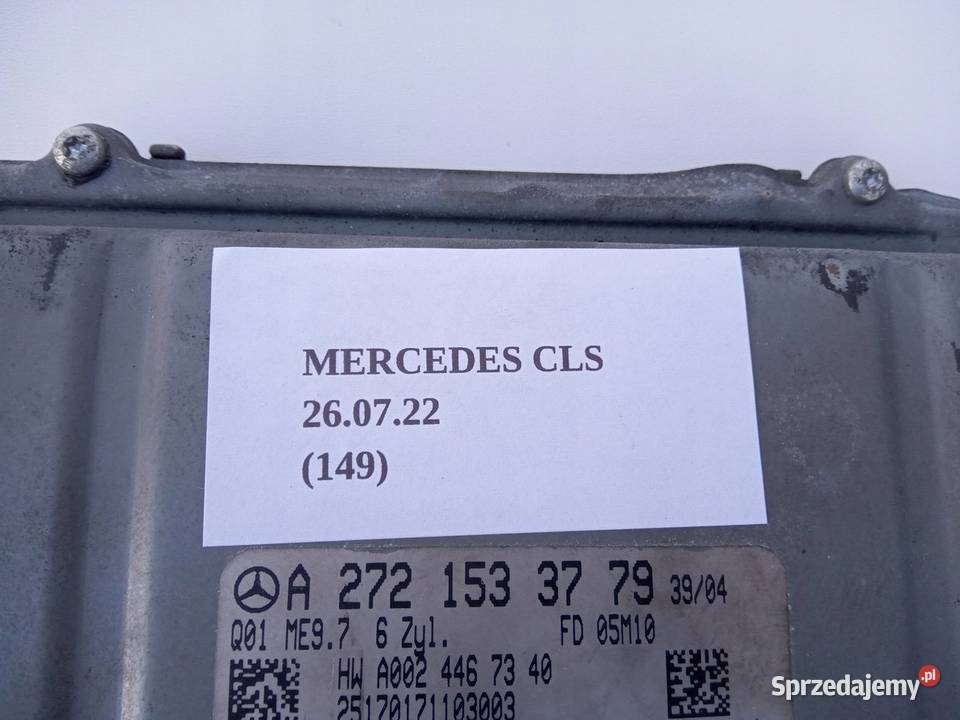 MERCEDES CLS
26.07.22
(149)
A 272 153 37 79 39/04
Q01 ME9.7 6 Zyl. FD 05M10
HW A002 446 73 40
25170171103003
Sprzedajemy.pl